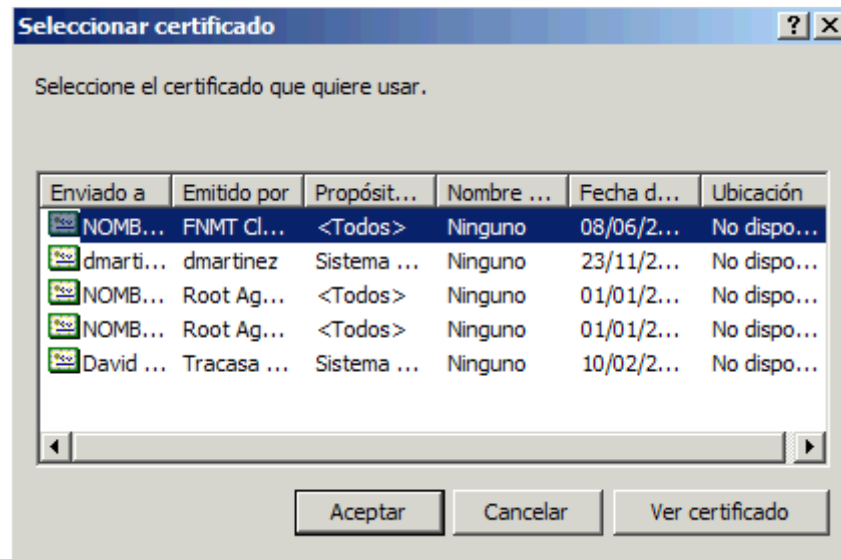 Seleccionar certificado
Seleccione el certificado que quiere usar.
Enviado a Emitido por Propósit... Nombre ... Fecha d... Ubicación
NOMB... FNMT Cl... <Todos> Ninguno 08/06/2... No dispo...
dmarti... dmartinez Sistema ... Ninguno 23/11/2... No dispo...
NOMB... Root Ag... <Todos> Ninguno 01/01/2... No dispo...
NOMB... Root Ag... <Todos> Ninguno 01/01/2... No dispo...
David ... Tracasa ... Sistema ... Ninguno 10/02/2... No dispo...
Aceptar Cancelar Ver certificado